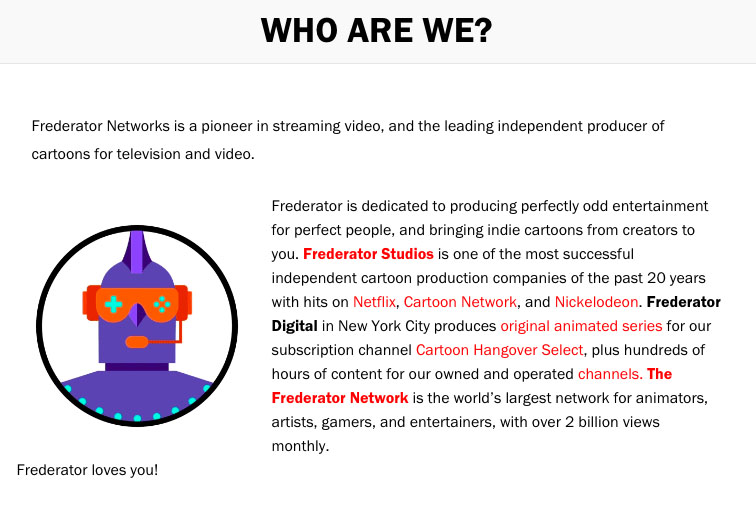 WHO ARE WE?
Frederator Networks is a pioneer in streaming video, and the leading independent producer of
cartoons for television and video.
Frederator is dedicated to producing perfectly odd entertainment
for perfect people, and bringing indie cartoons from creators to
you. Frederator Studios is one of the most successful
independent cartoon production companies of the past 20 years
with hits on Netflix, Cartoon Network, and Nickelodeon. Frederator
Digital in New York City produces original animated series for our
subscription channel Cartoon Hangover Select, plus hundreds of
hours of content for our owned and operated channels. The
Frederator Network is the world’s largest network for animators,
artists, gamers, and entertainers, with over 2 billion views
monthly.
Frederator loves you!